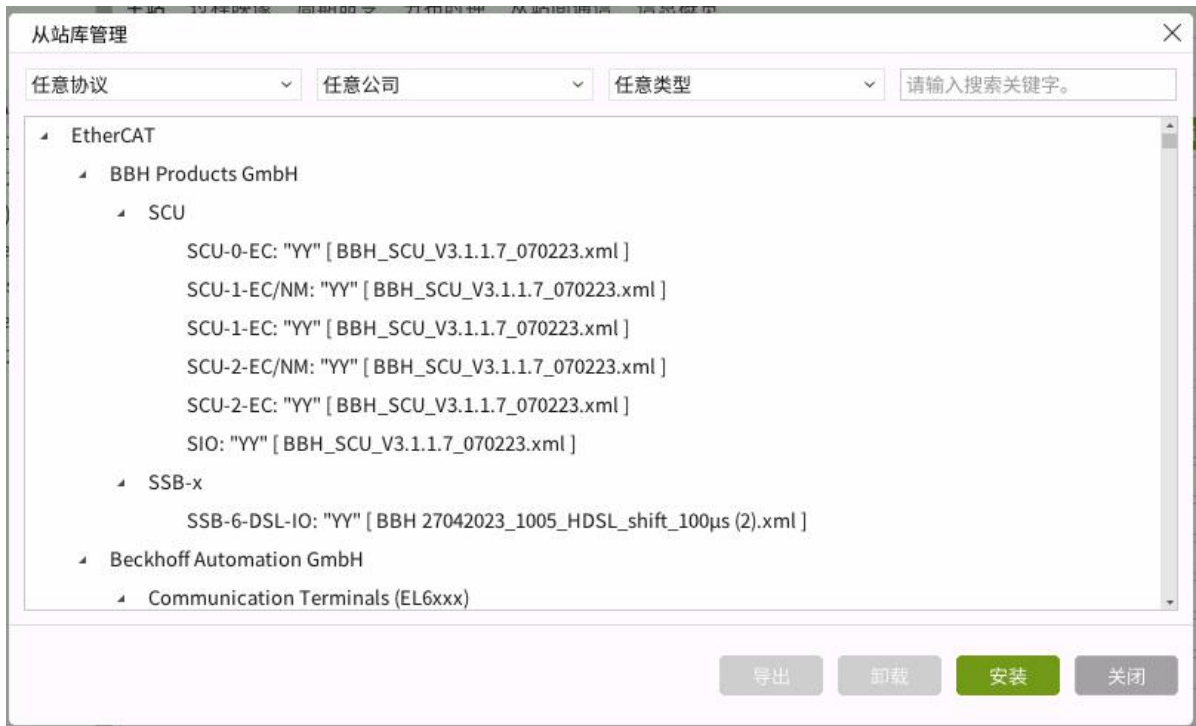 从站库管理
任意协议 任意公司 任意类型 请输入搜索关键字。
EtherCAT
BBH Products GmbH
SCU
SCU-0-EC: "YY" [ BBH_SCU_V3.1.1.7_070223.xml ]
SCU-1-EC/NM: "YY" [ BBH_SCU_V3.1.1.7_070223.xml ]
SCU-1-EC: "YY" [ BBH_SCU_V3.1.1.7_070223.xml ]
SCU-2-EC/NM: "YY" [ BBH_SCU_V3.1.1.7_070223.xml ]
SCU-2-EC: "YY" [ BBH_SCU_V3.1.1.7_070223.xml ]
SIO: "YY" [ BBH_SCU_V3.1.1.7_070223.xml ]
SSB-x
SSB-6-DSL-IO: "YY" [ BBH 27042023_1005_HDSL_shift_100µs (2).xml ]
Beckhoff Automation GmbH
Communication Terminals (EL6xxx)
导出 卸载 安装 关闭